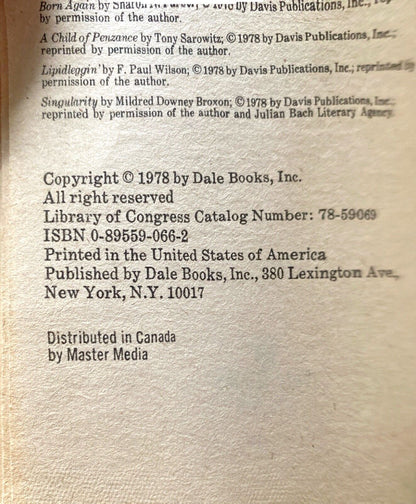 Born Again by
by Davis Publications, Inc.,
by permission of the author.
A Child of Penzance by Tony Sarowitz; © 1978 by Davis Publications, Inc.;
reprinted by permission of the author.
Lipidleggin' by F. Paul Wilson; © 1978 by Davis Publications, Inc.; reprinted by
permission of the author.
Singularity by Mildred Downey Broxon; © 1978 by Davis Publications, Inc.;
reprinted by permission of the author and Julian Bach Literary Agency.
Copyright © 1978 by Dale Books, Inc.
All right reserved
Library of Congress Catalog Number: 78-59069
ISBN 0-89559-066-2
Printed in the United States of America
Published by Dale Books, Inc., 380 Lexington Ave.,
New York, N.Y. 10017
Distributed in Canada
by Master Media